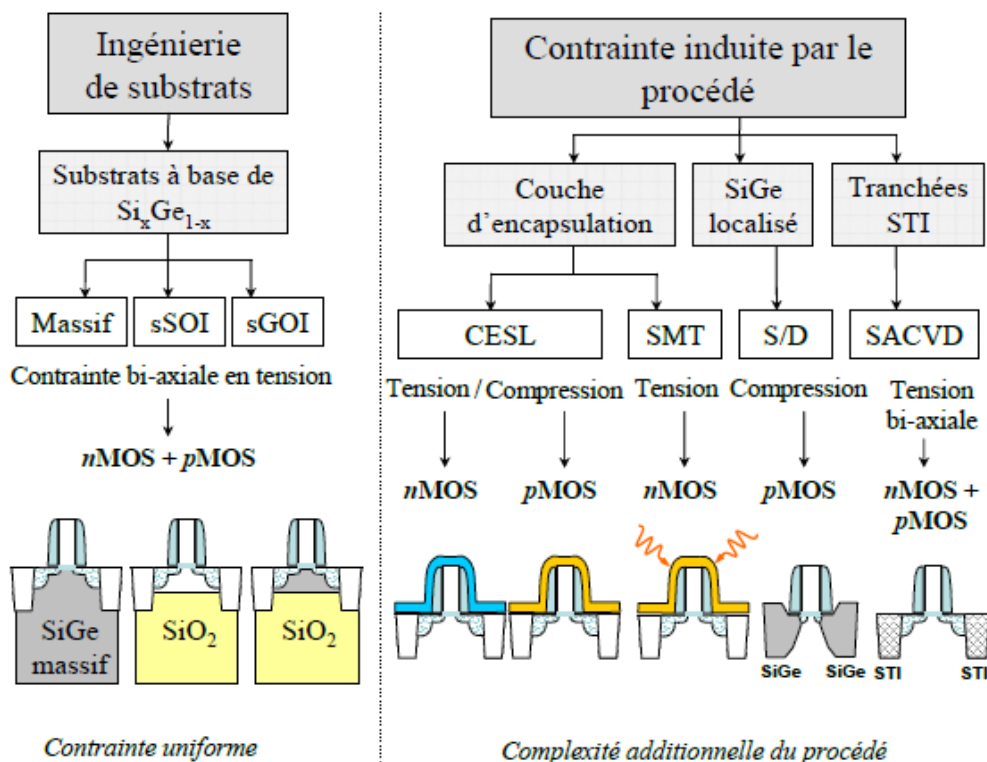 Ingénierie
de substrats
Substrats à base de
SiₓGe₁₋ₓ
Massif
sSOI
sGOI
Contrainte bi-axiale en tension
nMOS + pMOS
SiGe
massif
SiO₂
SiO₂
Contrainte uniforme
Contrainte induite par le
procédé
Couche
d'encapsulation
SiGe
localisé
Tranchées
STI
CESL
SMT
S/D
SACVD
Tension / Compression
Tension
Compression
Tension
bi-axiale
nMOS
pMOS
nMOS
pMOS
nMOS +
pMOS
SiGe
SiGe
STI
STI
Complexité additionnelle du procédé